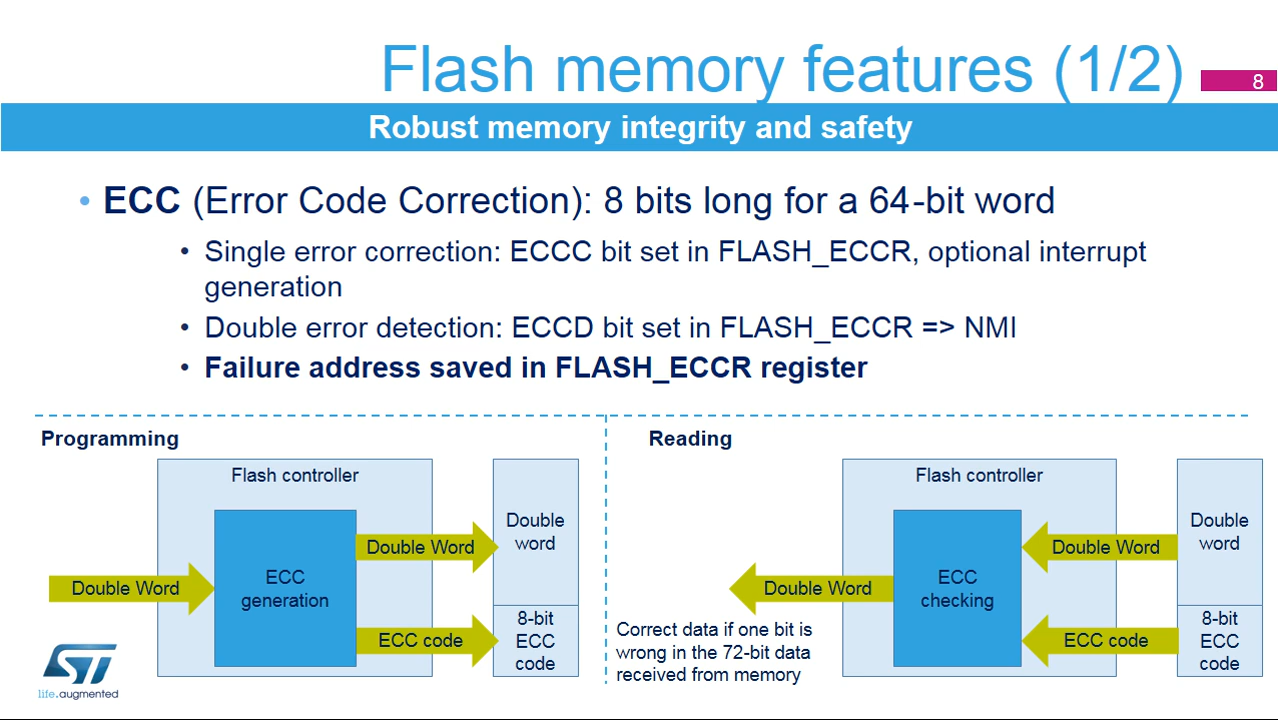 Flash memory features (1/2)
8
Robust memory integrity and safety
• ECC (Error Code Correction): 8 bits long for a 64-bit word
• Single error correction: ECCC bit set in FLASH_ECCR, optional interrupt
generation
• Double error detection: ECCD bit set in FLASH_ECCR => NMI
• Failure address saved in FLASH_ECCR register
Programming
Flash controller
Double Word
ECC
generation
Double Word
ECC code
Double
word
8-bit
ECC
code
Reading
Flash controller
Double Word
ECC
checking
Double Word
ECC code
Double
word
8-bit
ECC
code
Correct data if one bit is
wrong in the 72-bit data
received from memory
ST
life.augmented